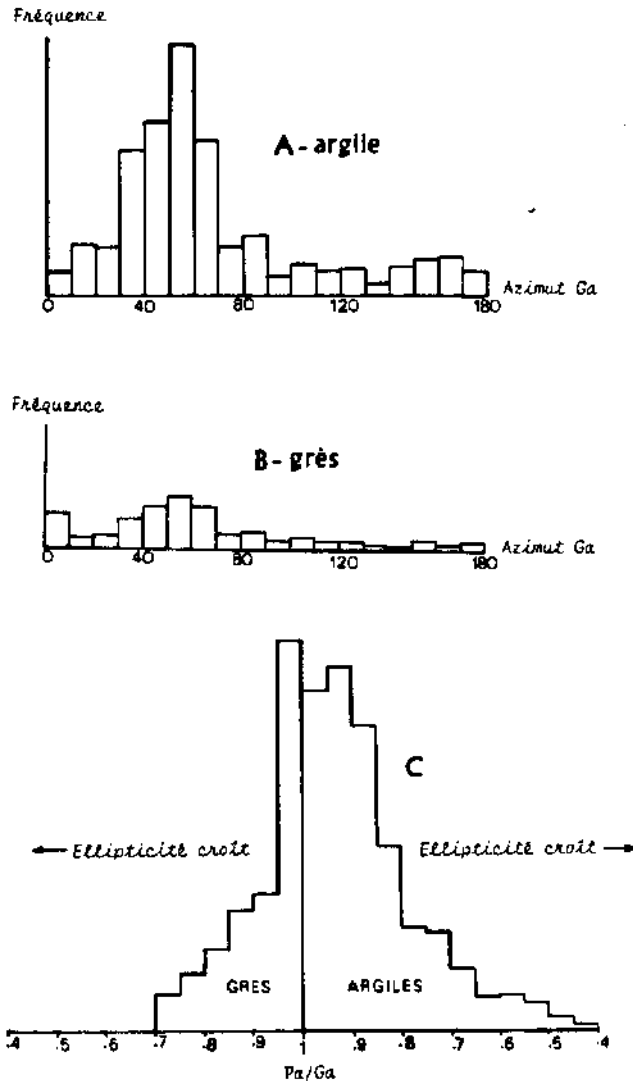 Fréquence
A - argile
0 40 80 120 180 Azimut Ga
Fréquence
B - grès
0 40 80 120 180 Azimut Ga
C
← Ellipticité croît
Ellipticité croît →
GRES ARGILES
.4 .5 .6 .7 .8 .9 1 .9 .8 .7 .6 .5 .4
Pa/Ga